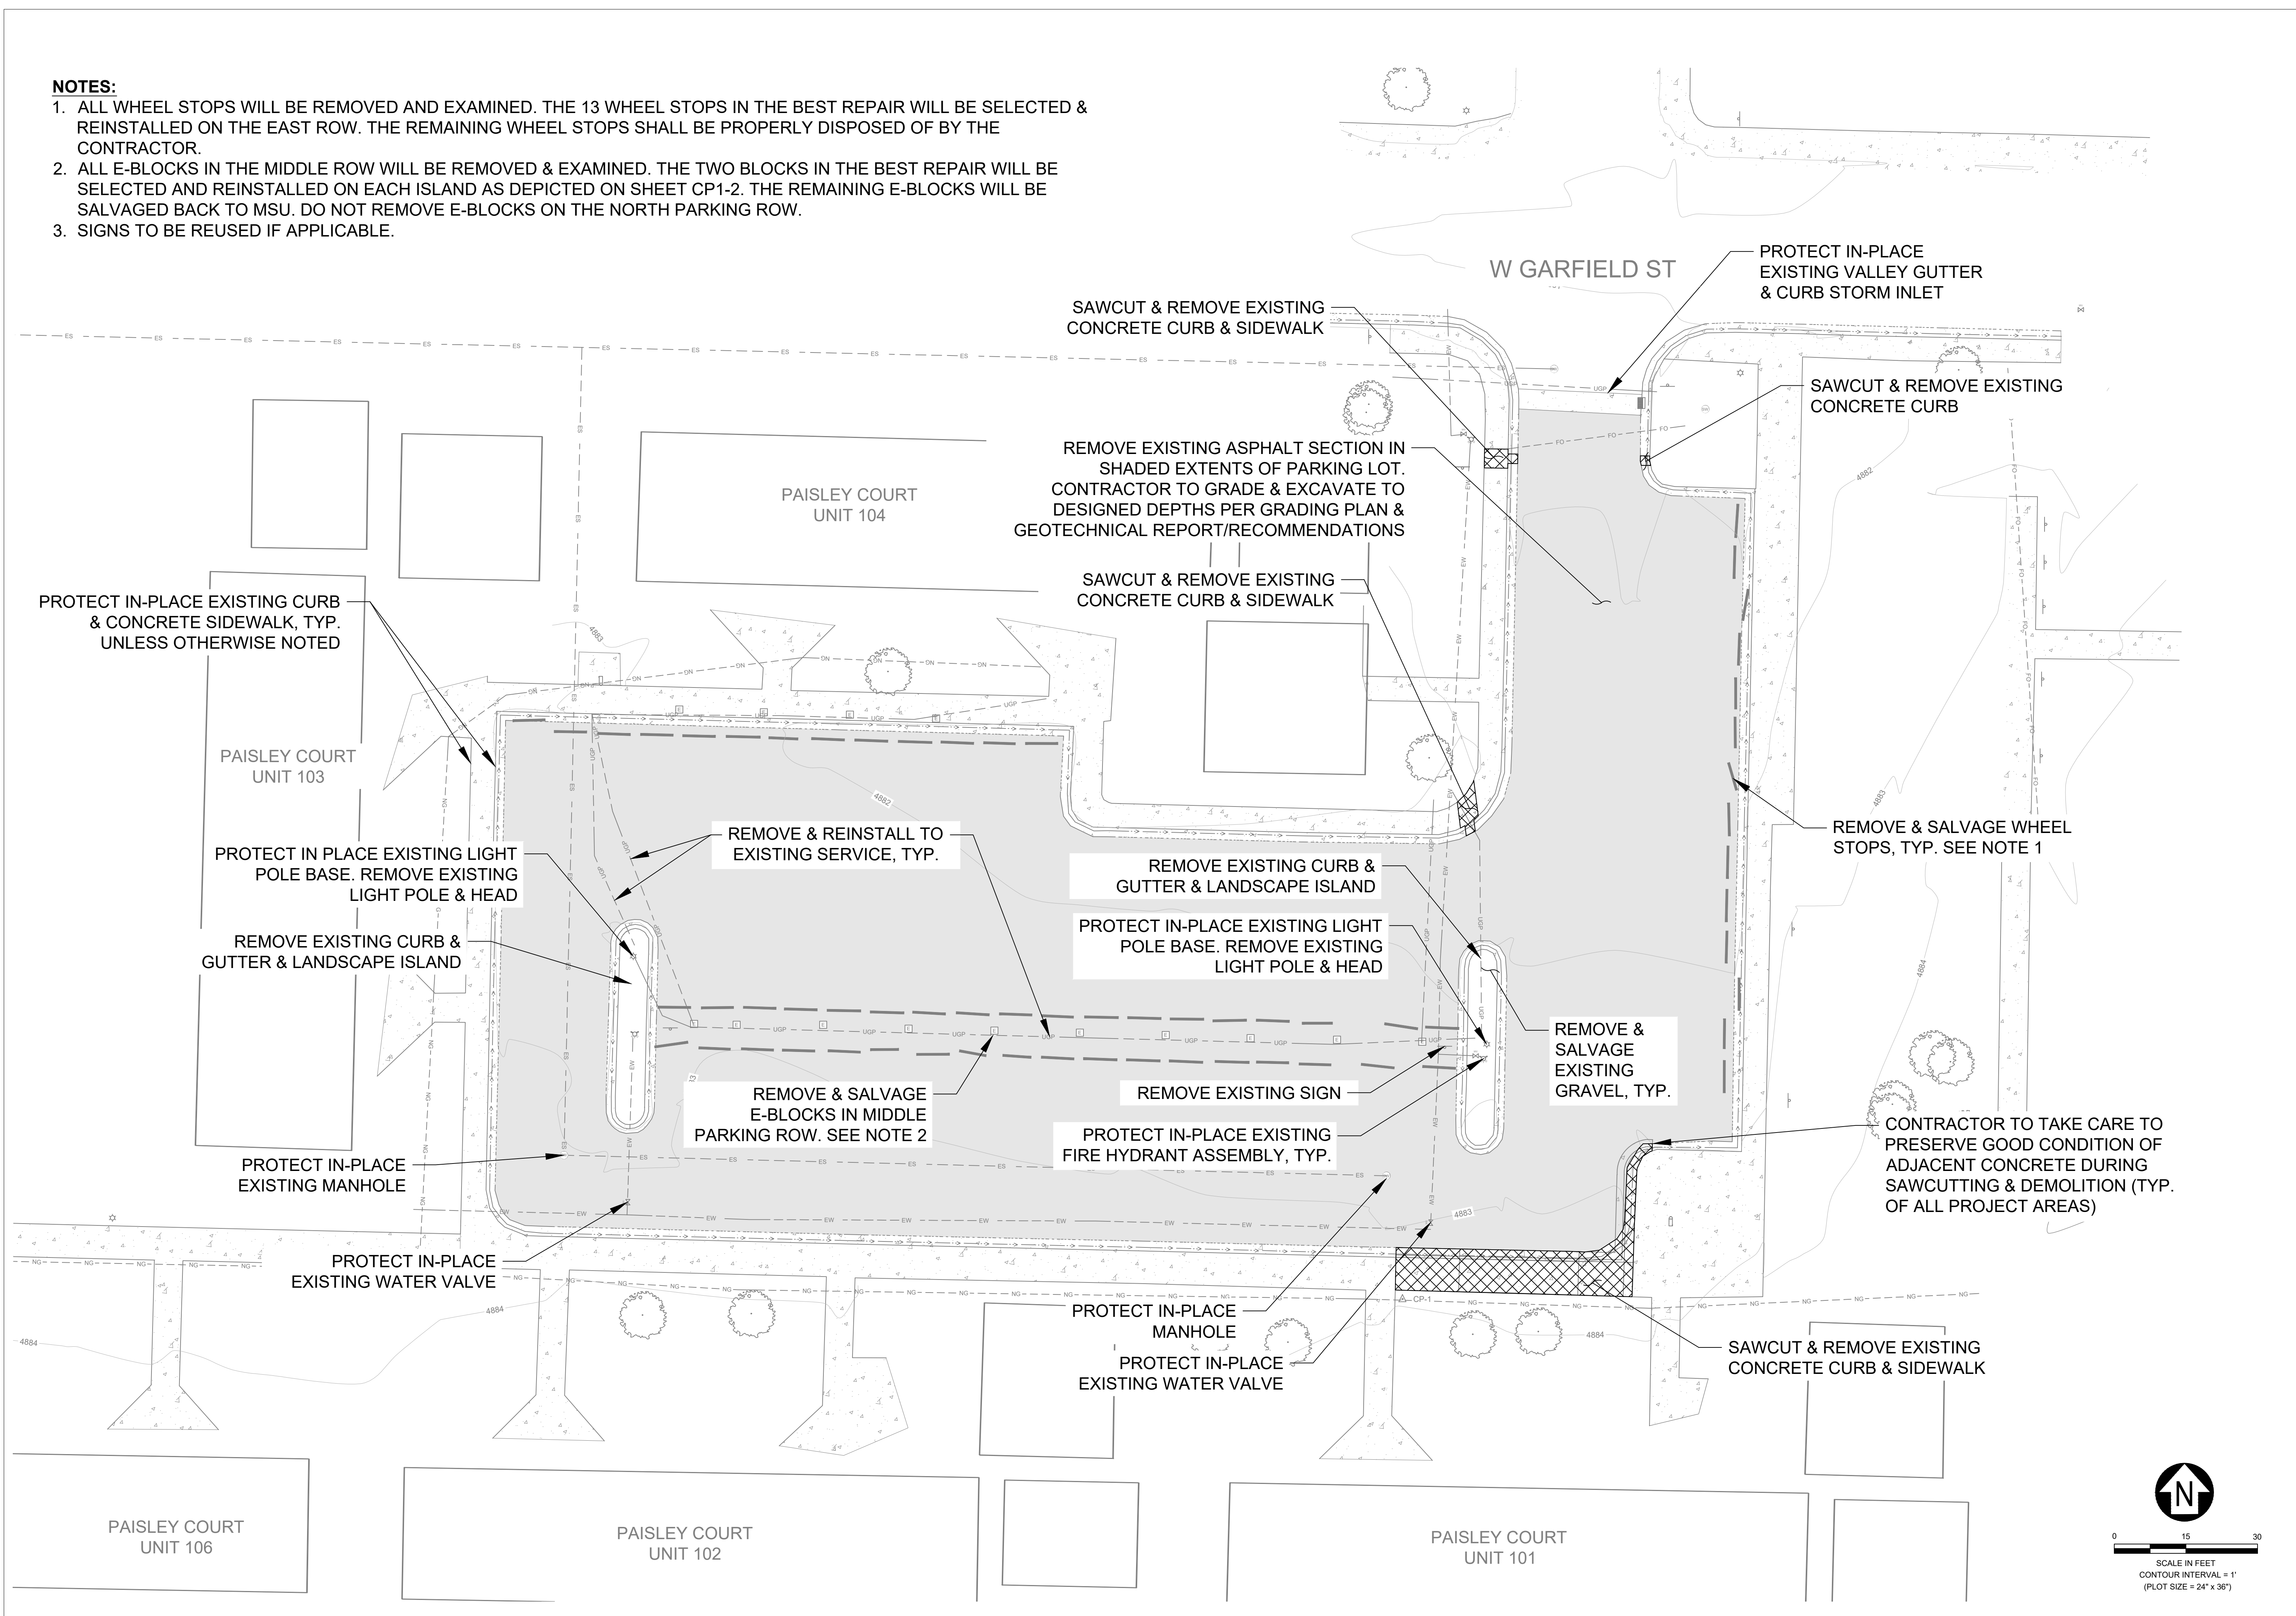 NOTES:
1. ALL WHEEL STOPS WILL BE REMOVED AND EXAMINED. THE 13 WHEEL STOPS IN THE BEST REPAIR WILL BE SELECTED &
REINSTALLED ON THE EAST ROW. THE REMAINING WHEEL STOPS SHALL BE PROPERLY DISPOSED OF BY THE
CONTRACTOR.
2. ALL E-BLOCKS IN THE MIDDLE ROW WILL BE REMOVED & EXAMINED. THE TWO BLOCKS IN THE BEST REPAIR WILL BE
SELECTED AND REINSTALLED ON EACH ISLAND AS DEPICTED ON SHEET CP1-2. THE REMAINING E-BLOCKS WILL BE
SALVAGED BACK TO MSU. DO NOT REMOVE E-BLOCKS ON THE NORTH PARKING ROW.
3. SIGNS TO BE REUSED IF APPLICABLE.
W GARFIELD ST
PROTECT IN-PLACE
EXISTING VALLEY GUTTER
& CURB STORM INLET
SAWCUT & REMOVE EXISTING
CONCRETE CURB & SIDEWALK
SAWCUT & REMOVE EXISTING
CONCRETE CURB
REMOVE EXISTING ASPHALT SECTION IN
SHADED EXTENTS OF PARKING LOT.
CONTRACTOR TO GRADE & EXCAVATE TO
DESIGNED DEPTHS PER GRADING PLAN &
GEOTECHNICAL REPORT/RECOMMENDATIONS
PAISLEY COURT
UNIT 104
SAWCUT & REMOVE EXISTING
CONCRETE CURB & SIDEWALK
PROTECT IN-PLACE EXISTING CURB
& CONCRETE SIDEWALK, TYP.
UNLESS OTHERWISE NOTED
PAISLEY COURT
UNIT 103
4882
4883
4882
4883
4884
REMOVE & SALVAGE WHEEL
STOPS, TYP. SEE NOTE 1
REMOVE & REINSTALL TO
EXISTING SERVICE, TYP.
PROTECT IN PLACE EXISTING LIGHT
POLE BASE. REMOVE EXISTING
LIGHT POLE & HEAD
REMOVE EXISTING CURB &
GUTTER & LANDSCAPE ISLAND
REMOVE EXISTING CURB &
GUTTER & LANDSCAPE ISLAND
PROTECT IN-PLACE EXISTING LIGHT
POLE BASE. REMOVE EXISTING
LIGHT POLE & HEAD
REMOVE &
SALVAGE
EXISTING
GRAVEL, TYP.
REMOVE & SALVAGE
E-BLOCKS IN MIDDLE
PARKING ROW. SEE NOTE 2
REMOVE EXISTING SIGN
PROTECT IN-PLACE EXISTING
FIRE HYDRANT ASSEMBLY, TYP.
CONTRACTOR TO TAKE CARE TO
PRESERVE GOOD CONDITION OF
ADJACENT CONCRETE DURING
SAWCUTTING & DEMOLITION (TYP.
OF ALL PROJECT AREAS)
PROTECT IN-PLACE
EXISTING MANHOLE
PROTECT IN-PLACE
EXISTING WATER VALVE
4883
CP-1
PROTECT IN-PLACE
MANHOLE
PROTECT IN-PLACE
EXISTING WATER VALVE
SAWCUT & REMOVE EXISTING
CONCRETE CURB & SIDEWALK
4884
4884
4884
PAISLEY COURT
UNIT 106
PAISLEY COURT
UNIT 102
PAISLEY COURT
UNIT 101
N
0 15 30
SCALE IN FEET
CONTOUR INTERVAL = 1'
(PLOT SIZE = 24" x 36")